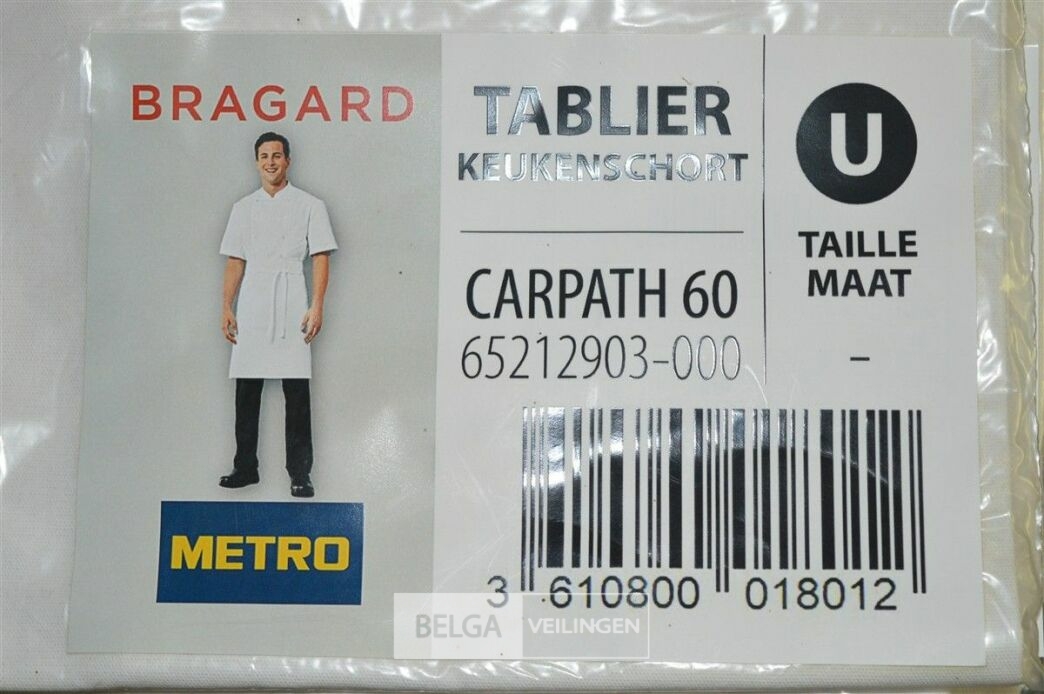 BRAGARD
METRO
TABLIER
KEUKENSCHORT
CARPATH 60
65212903-000
U
TAILLE
MAAT
-
3 610800 018012
BELGA VEILINGEN